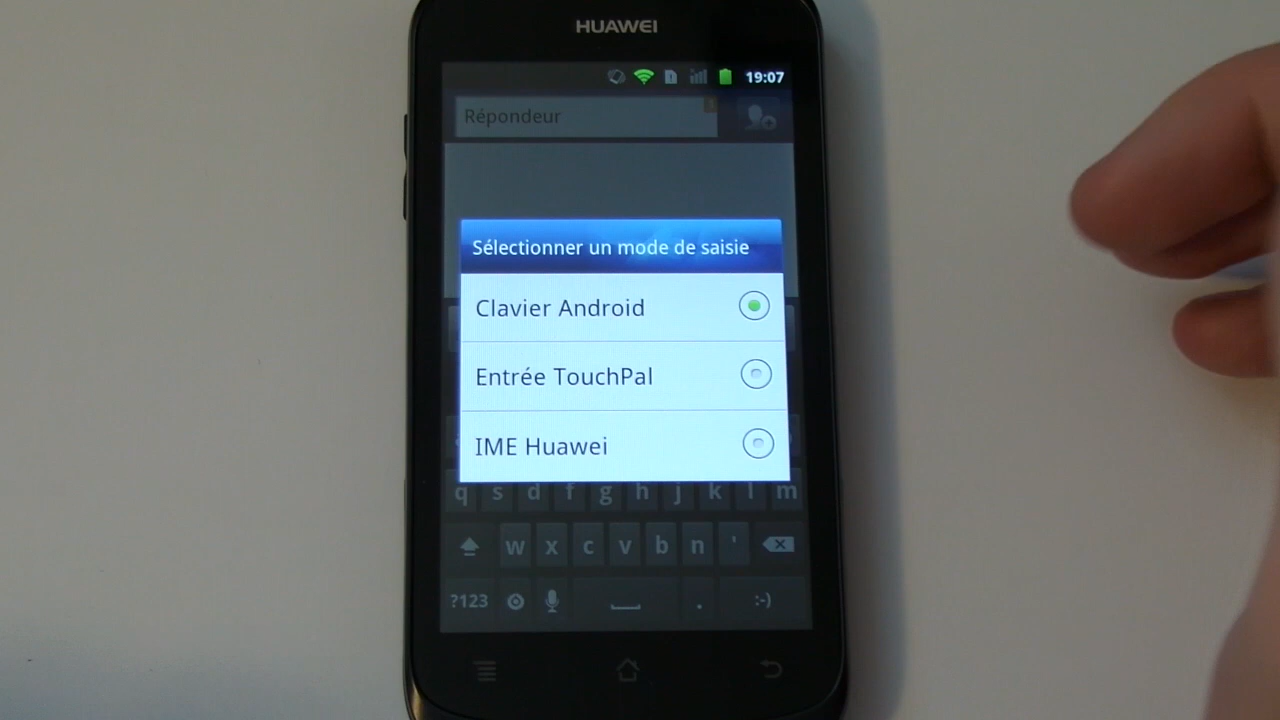 HUAWEI
19:07
Répondeur
Sélectionner un mode de saisie
Clavier Android
Entrée TouchPal
IME Huawei
q s d f g h j k l m
w x c v b n '
?123 . :-)